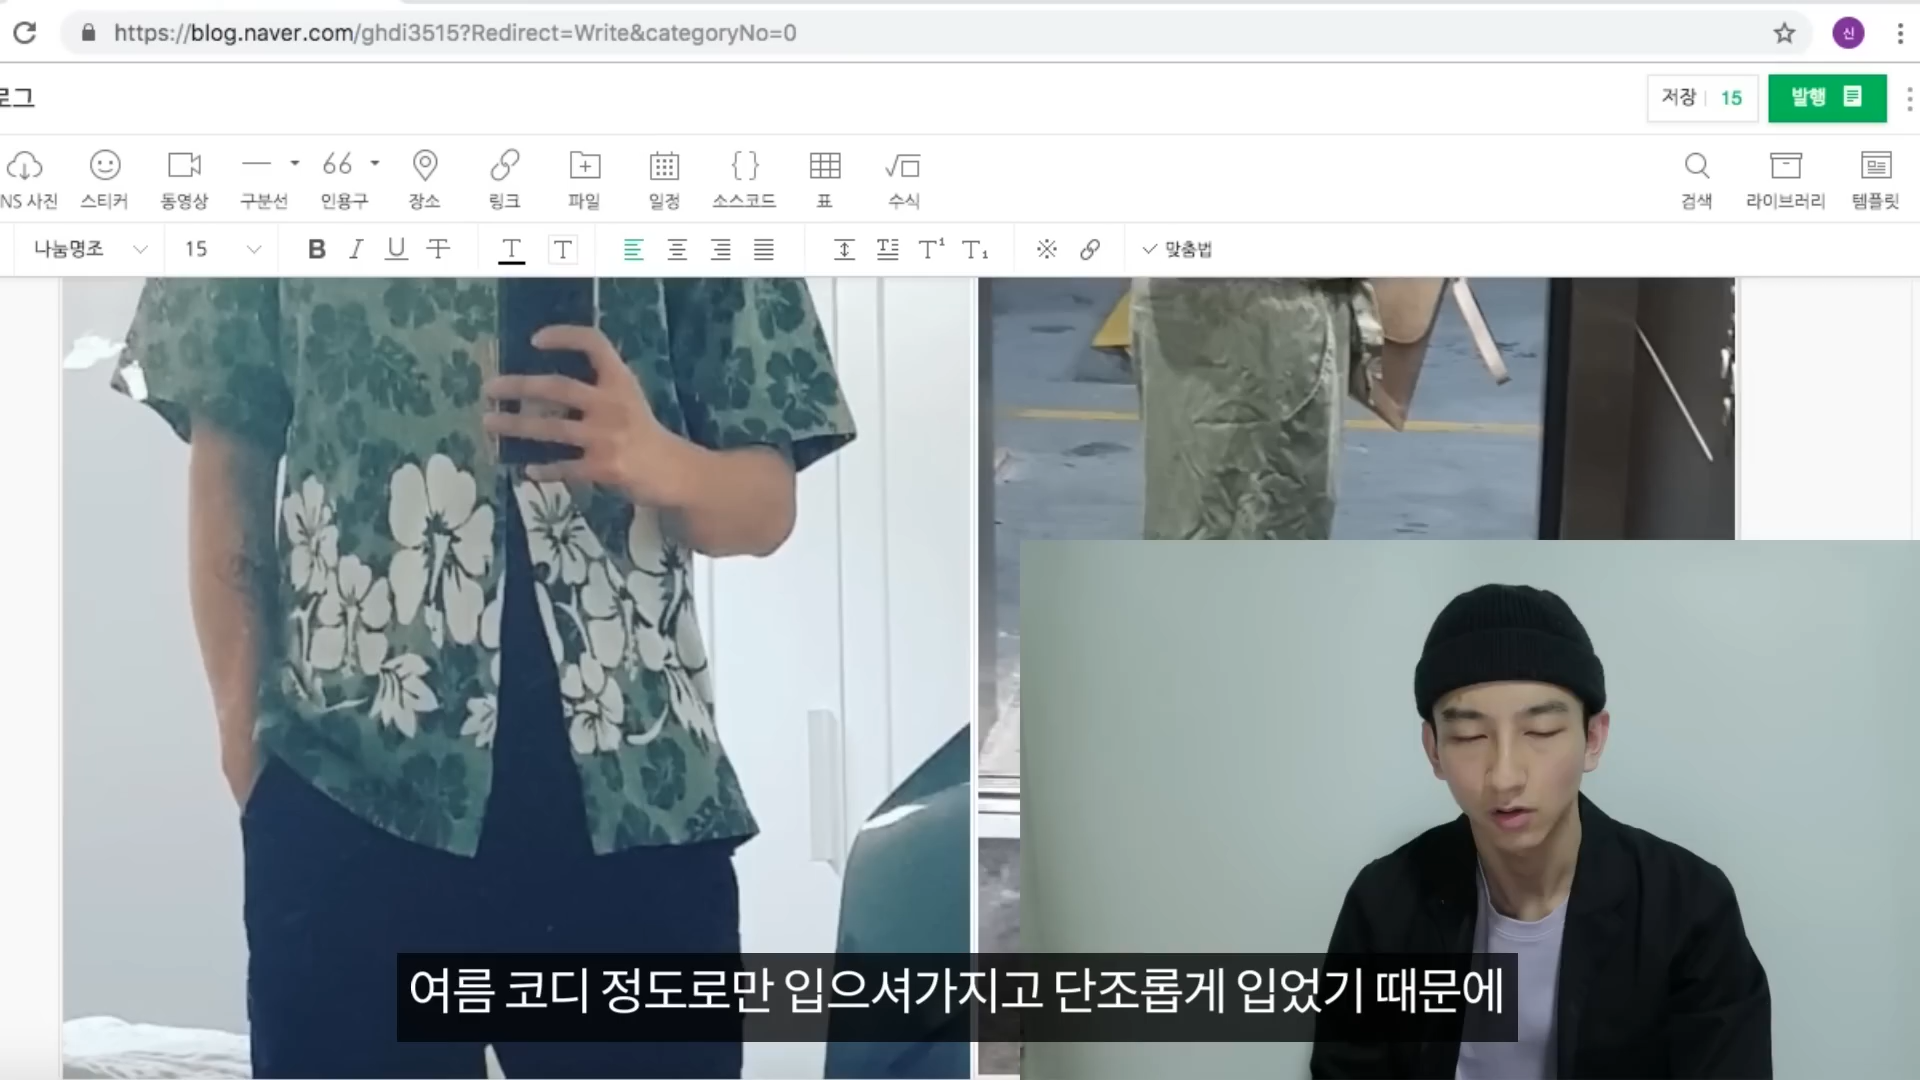 https://blog.naver.com/ghdi3515?Redirect=Write&categoryNo=0
신
로그
저장 15 발행
NS 사진 스티커 동영상 구분선 인용구 장소 링크 파일 일정 소스코드 표 수식 검색 라이브러리 템플릿
나눔명조 15 B I U T T T T¹ T₁ 맞춤법
여름 코디 정도로만 입으셔가지고 단조롭게 입었기 때문에